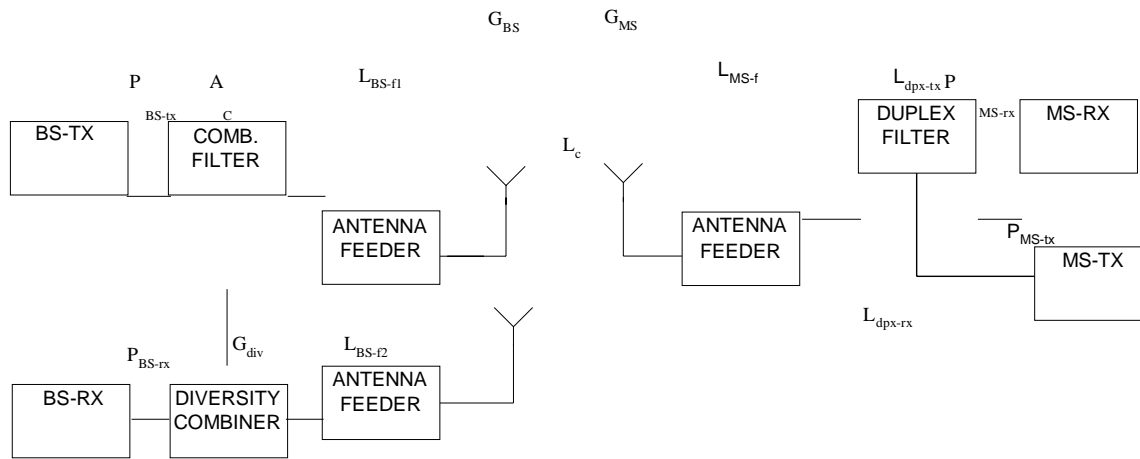 G_BS G_MS
P A L_BS-f1 L_MS-f L_dpx-tx P
BS-tx C MS-rx
BS-TX COMB. FILTER DUPLEX FILTER MS-RX
L_c
ANTENNA FEEDER ANTENNA FEEDER
P_MS-tx
MS-TX
L_dpx-rx
P_BS-rx G_div L_BS-f2
BS-RX DIVERSITY COMBINER ANTENNA FEEDER